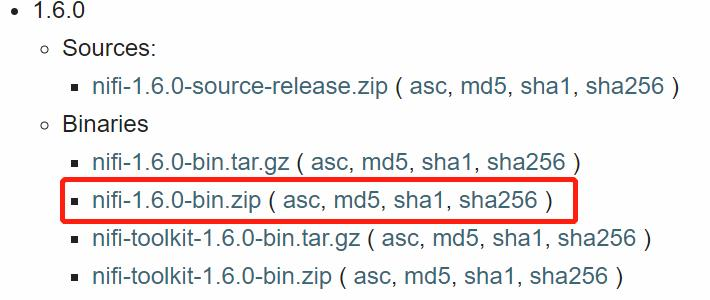 1.6.0
Sources:
nifi-1.6.0-source-release.zip ( asc, md5, sha1, sha256 )
Binaries
nifi-1.6.0-bin.tar.gz ( asc, md5, sha1, sha256 )
nifi-1.6.0-bin.zip ( asc, md5, sha1, sha256 )
nifi-toolkit-1.6.0-bin.tar.gz ( asc, md5, sha1, sha256 )
nifi-toolkit-1.6.0-bin.zip ( asc, md5, sha1, sha256 )